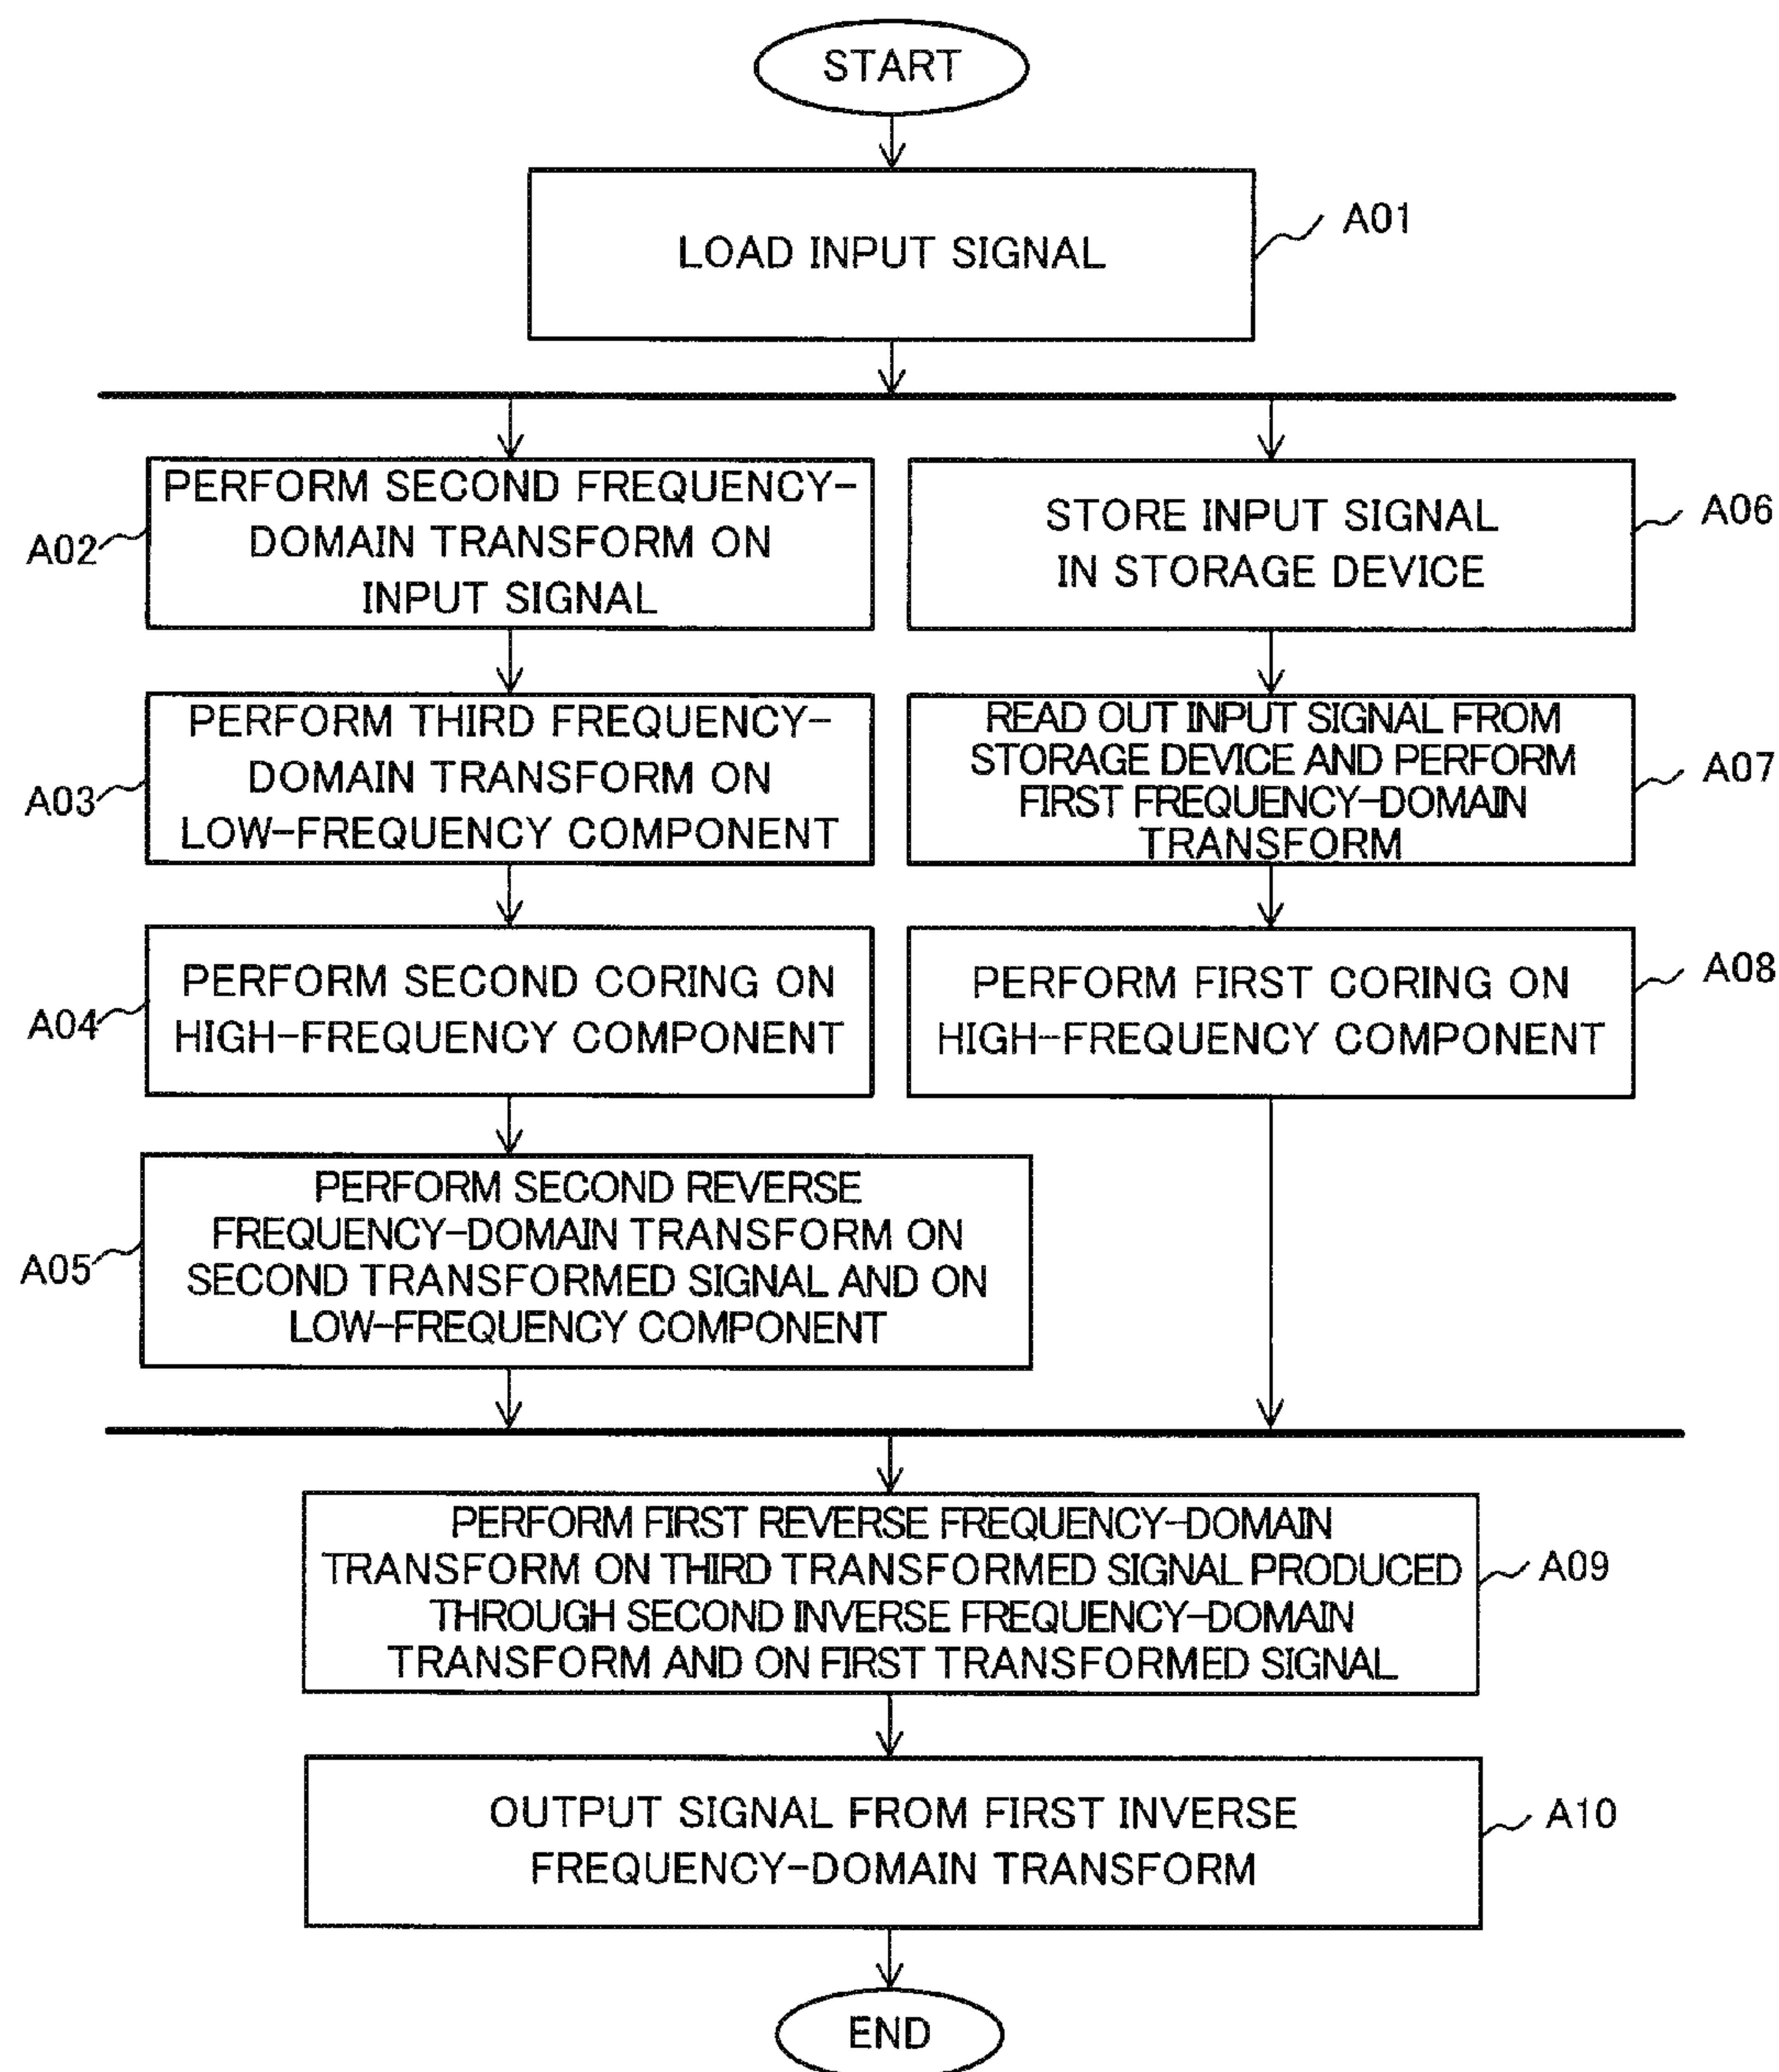 START
LOAD INPUT SIGNAL
A01
PERFORM SECOND FREQUENCY-
DOMAIN TRANSFORM ON
INPUT SIGNAL
A02
PERFORM THIRD FREQUENCY-
DOMAIN TRANSFORM ON
LOW-FREQUENCY COMPONENT
A03
PERFORM SECOND CORING ON
HIGH-FREQUENCY COMPONENT
A04
PERFORM SECOND REVERSE
FREQUENCY-DOMAIN TRANSFORM ON
SECOND TRANSFORMED SIGNAL AND ON
LOW-FREQUENCY COMPONENT
A05
STORE INPUT SIGNAL
IN STORAGE DEVICE
A06
READ OUT INPUT SIGNAL FROM
STORAGE DEVICE AND PERFORM
FIRST FREQUENCY-DOMAIN
TRANSFORM
A07
PERFORM FIRST CORING ON
HIGH-FREQUENCY COMPONENT
A08
PERFORM FIRST REVERSE FREQUENCY-DOMAIN
TRANSFORM ON THIRD TRANSFORMED SIGNAL PRODUCED
THROUGH SECOND INVERSE FREQUENCY-DOMAIN
TRANSFORM AND ON FIRST TRANSFORMED SIGNAL
A09
OUTPUT SIGNAL FROM FIRST INVERSE
FREQUENCY-DOMAIN TRANSFORM
A10
END